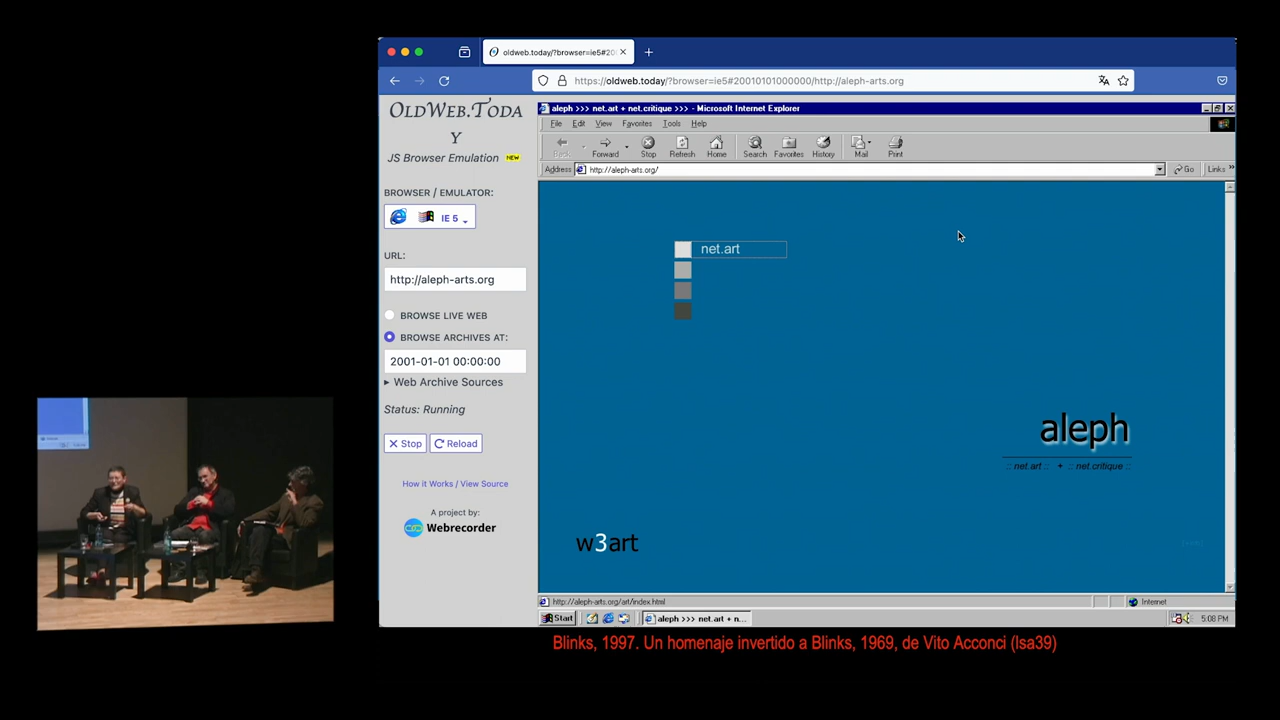 oldweb.today/?browser=ie5#20
https://oldweb.today/?browser=ie5#20010101000000/http://aleph-arts.org
OLDWEB.TODA
Y
JS Browser Emulation NEW
BROWSER / EMULATOR:
IE 5
URL:
http://aleph-arts.org
BROWSE LIVE WEB
BROWSE ARCHIVES AT:
2001-01-01 00:00:00
Web Archive Sources
Status: Running
Stop
Reload
How it Works / View Source
A project by:
Webrecorder
aleph >>> net.art + net.critique >>> - Microsoft Internet Explorer
File Edit View Favorites Tools Help
Back Forward Stop Refresh Home Search Favorites History Mail Print
Address http://aleph-arts.org/ Go Links »
net.art
aleph
:: net.art :: + :: net.critique ::
w3art
http://aleph-arts.org/art/index.html Internet
Start aleph >>> net.art + n... 5:08 PM
Blinks, 1997. Un homenaje invertido a Blinks, 1969, de Vito Acconci (Isa39)